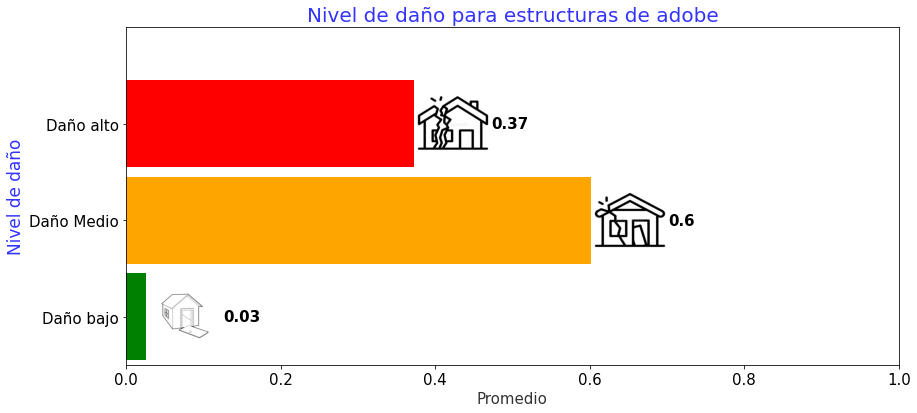 Nivel de daño para estructuras de adobe
Nivel de daño
Daño alto
0.37
Daño Medio
0.6
Daño bajo
0.03
0.0 0.2 0.4 0.6 0.8 1.0
Promedio